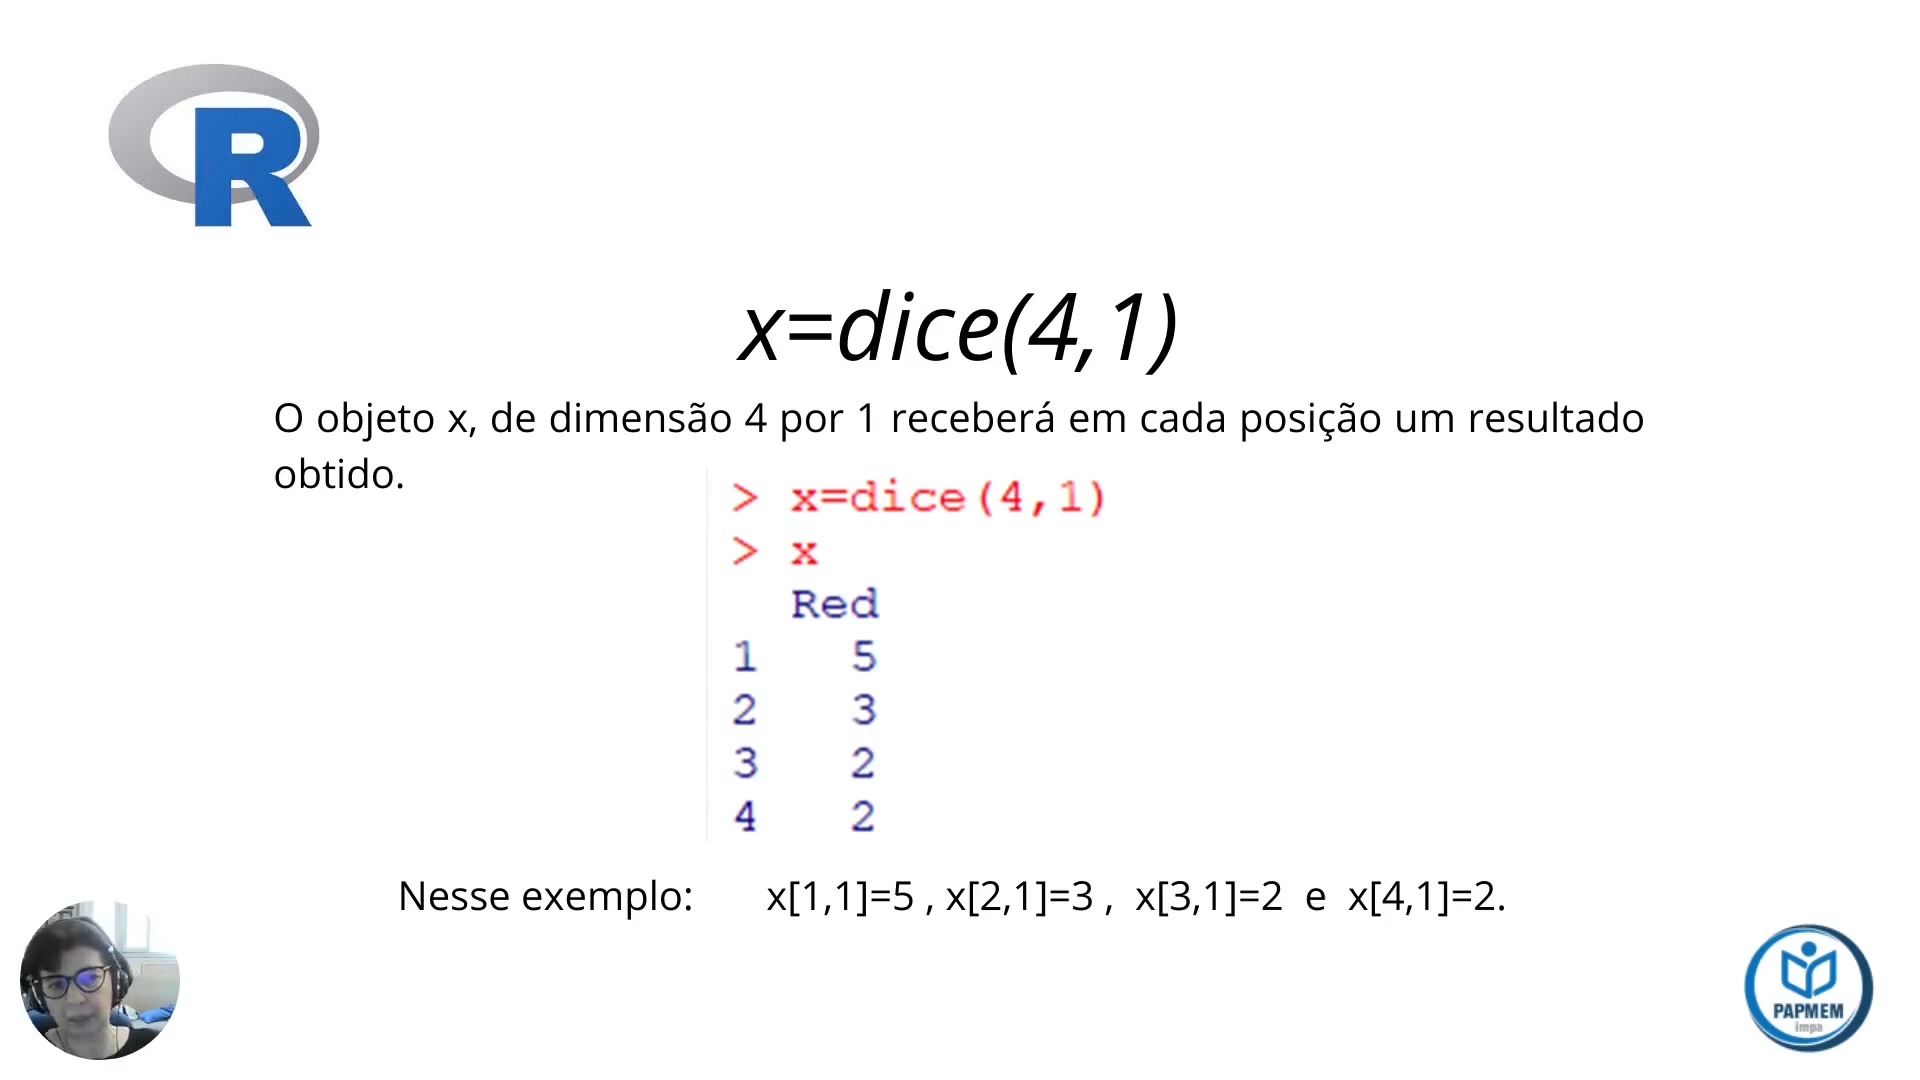 R
x=dice(4,1)
O objeto x, de dimensão 4 por 1 receberá em cada posição um resultado
obtido.
> x=dice(4,1)
> x
Red
1 5
2 3
3 2
4 2
Nesse exemplo: x[1,1]=5 , x[2,1]=3 , x[3,1]=2 e x[4,1]=2.
PAPMEM
impa